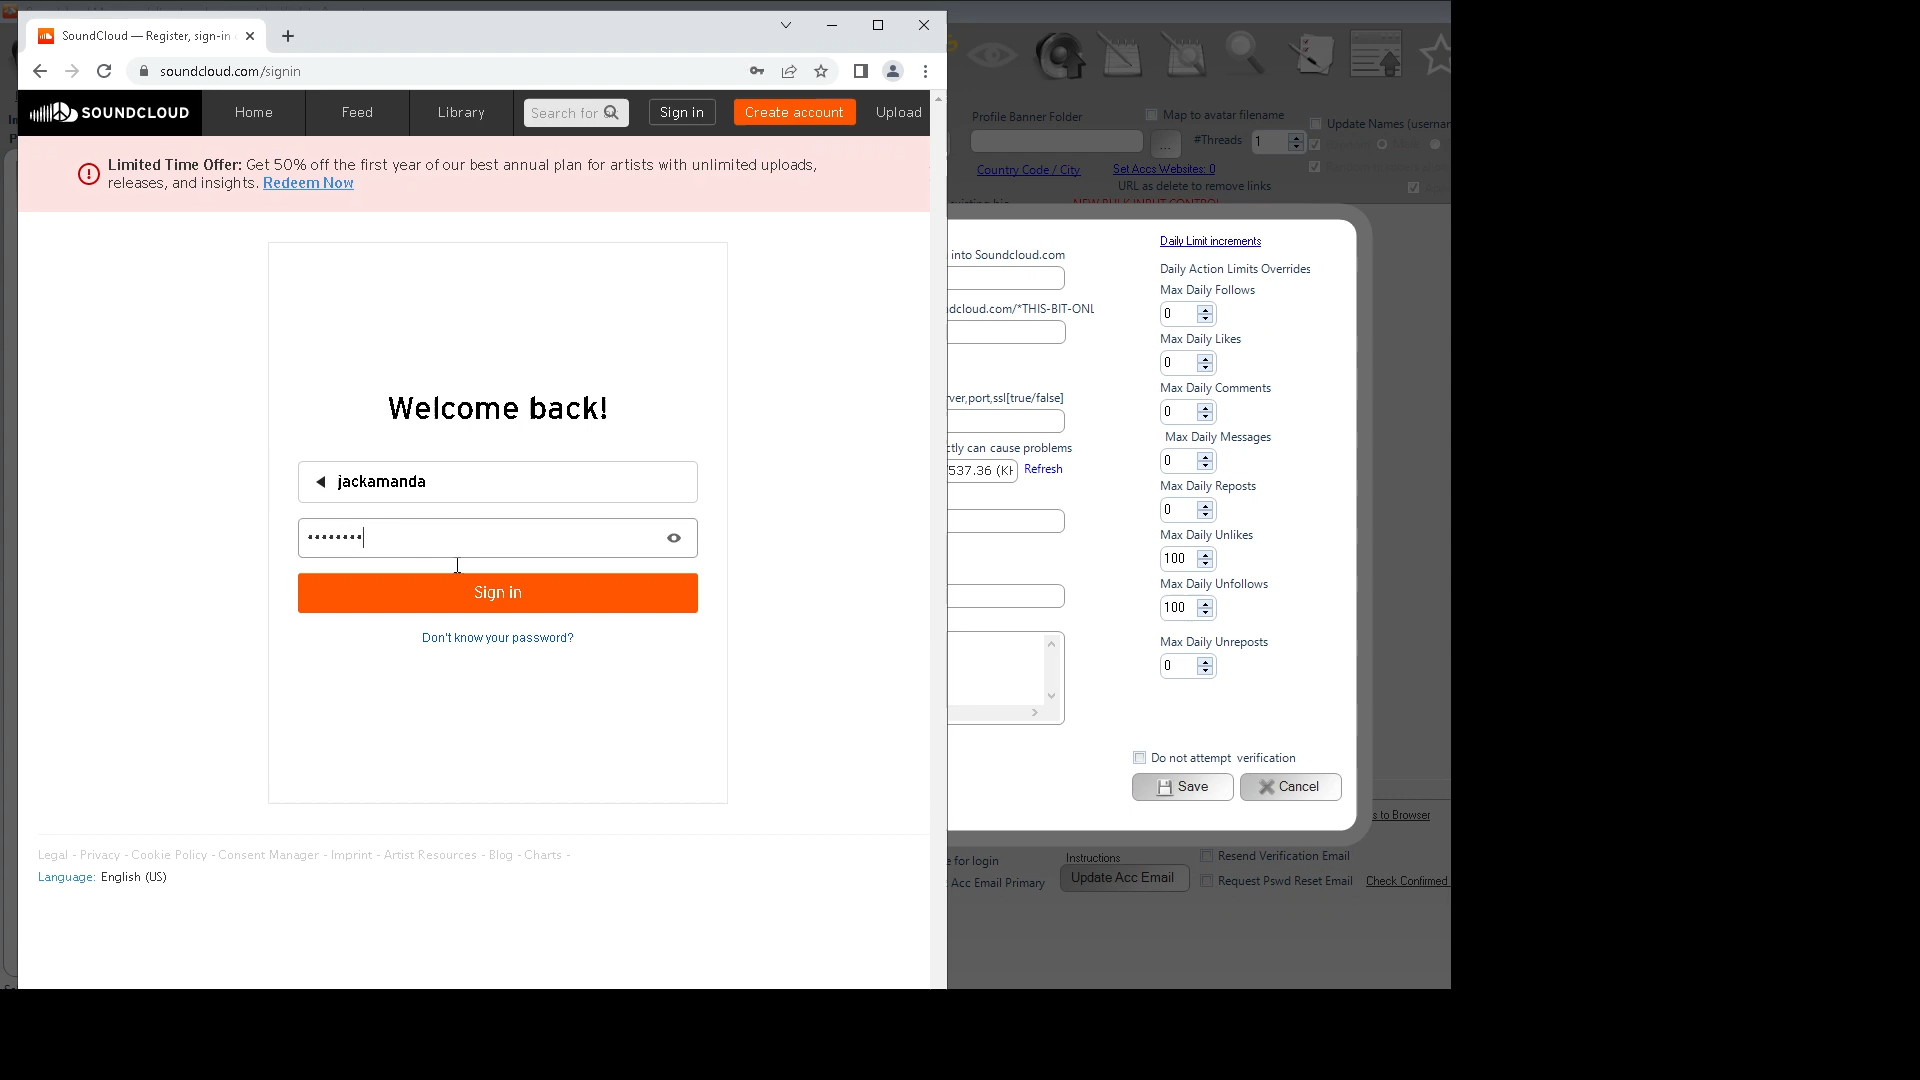 SoundCloud — Register, sign-in
soundcloud.com/signin
SOUNDCLOUD
Home
Feed
Library
Search for
Sign in
Create account
Upload
Limited Time Offer: Get 50% off the first year of our best annual plan for artists with unlimited uploads,
releases, and insights. Redeem Now
Welcome back!
jackamanda
••••••••
Sign in
Don't know your password?
Legal - Privacy - Cookie Policy - Consent Manager - Imprint - Artist Resources - Blog - Charts -
Language: English (US)
Profile Banner Folder
Map to avatar filename
...
#Threads
1
Update Names (usernam
Country Code / City
Set Accs Websites: 0
URL as delete to remove links
NEW BULK INPUT CONTROL
into Soundcloud.com
dcloud.com/*THIS-BIT-ONL
ver,port,ssl[true/false]
ctly can cause problems
537.36 (KH
Refresh
Daily Limit increments
Daily Action Limits Overrides
Max Daily Follows
0
Max Daily Likes
0
Max Daily Comments
0
Max Daily Messages
0
Max Daily Reposts
0
Max Daily Unlikes
100
Max Daily Unfollows
100
Max Daily Unreposts
0
Do not attempt verification
Save
Cancel
s to Browser
e for login
Acc Email Primary
Instructions
Update Acc Email
Resend Verification Email
Request Pswd Reset Email
Check Confirmed